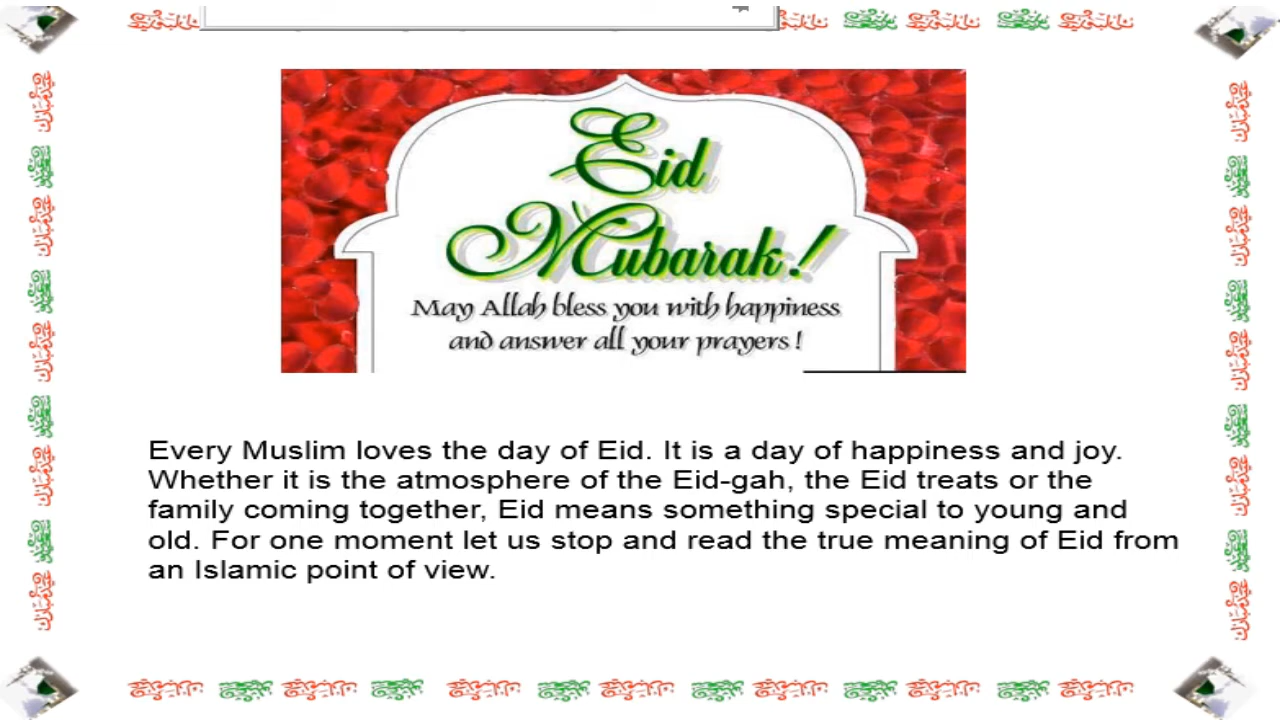 Eid
Mubarak!
May Allah bless you with happiness
and answer all your prayers !
Every Muslim loves the day of Eid. It is a day of happiness and joy.
Whether it is the atmosphere of the Eid-gah, the Eid treats or the
family coming together, Eid means something special to young and
old. For one moment let us stop and read the true meaning of Eid from
an Islamic point of view.